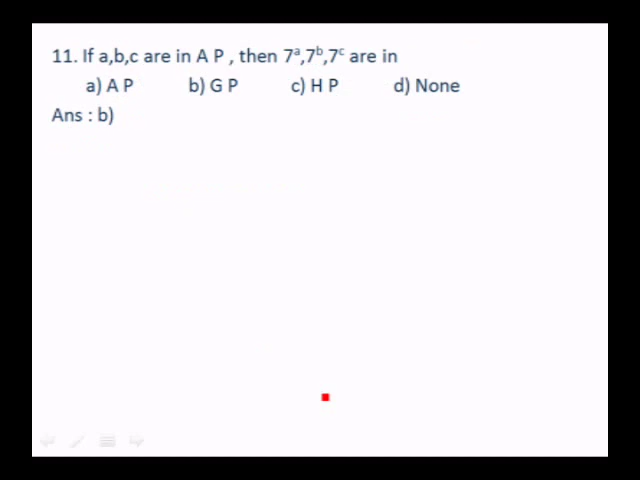 11. If a,b,c are in A P , then 7ᵃ,7ᵇ,7ᶜ are in
a) A P b) G P c) H P d) None
Ans : b)